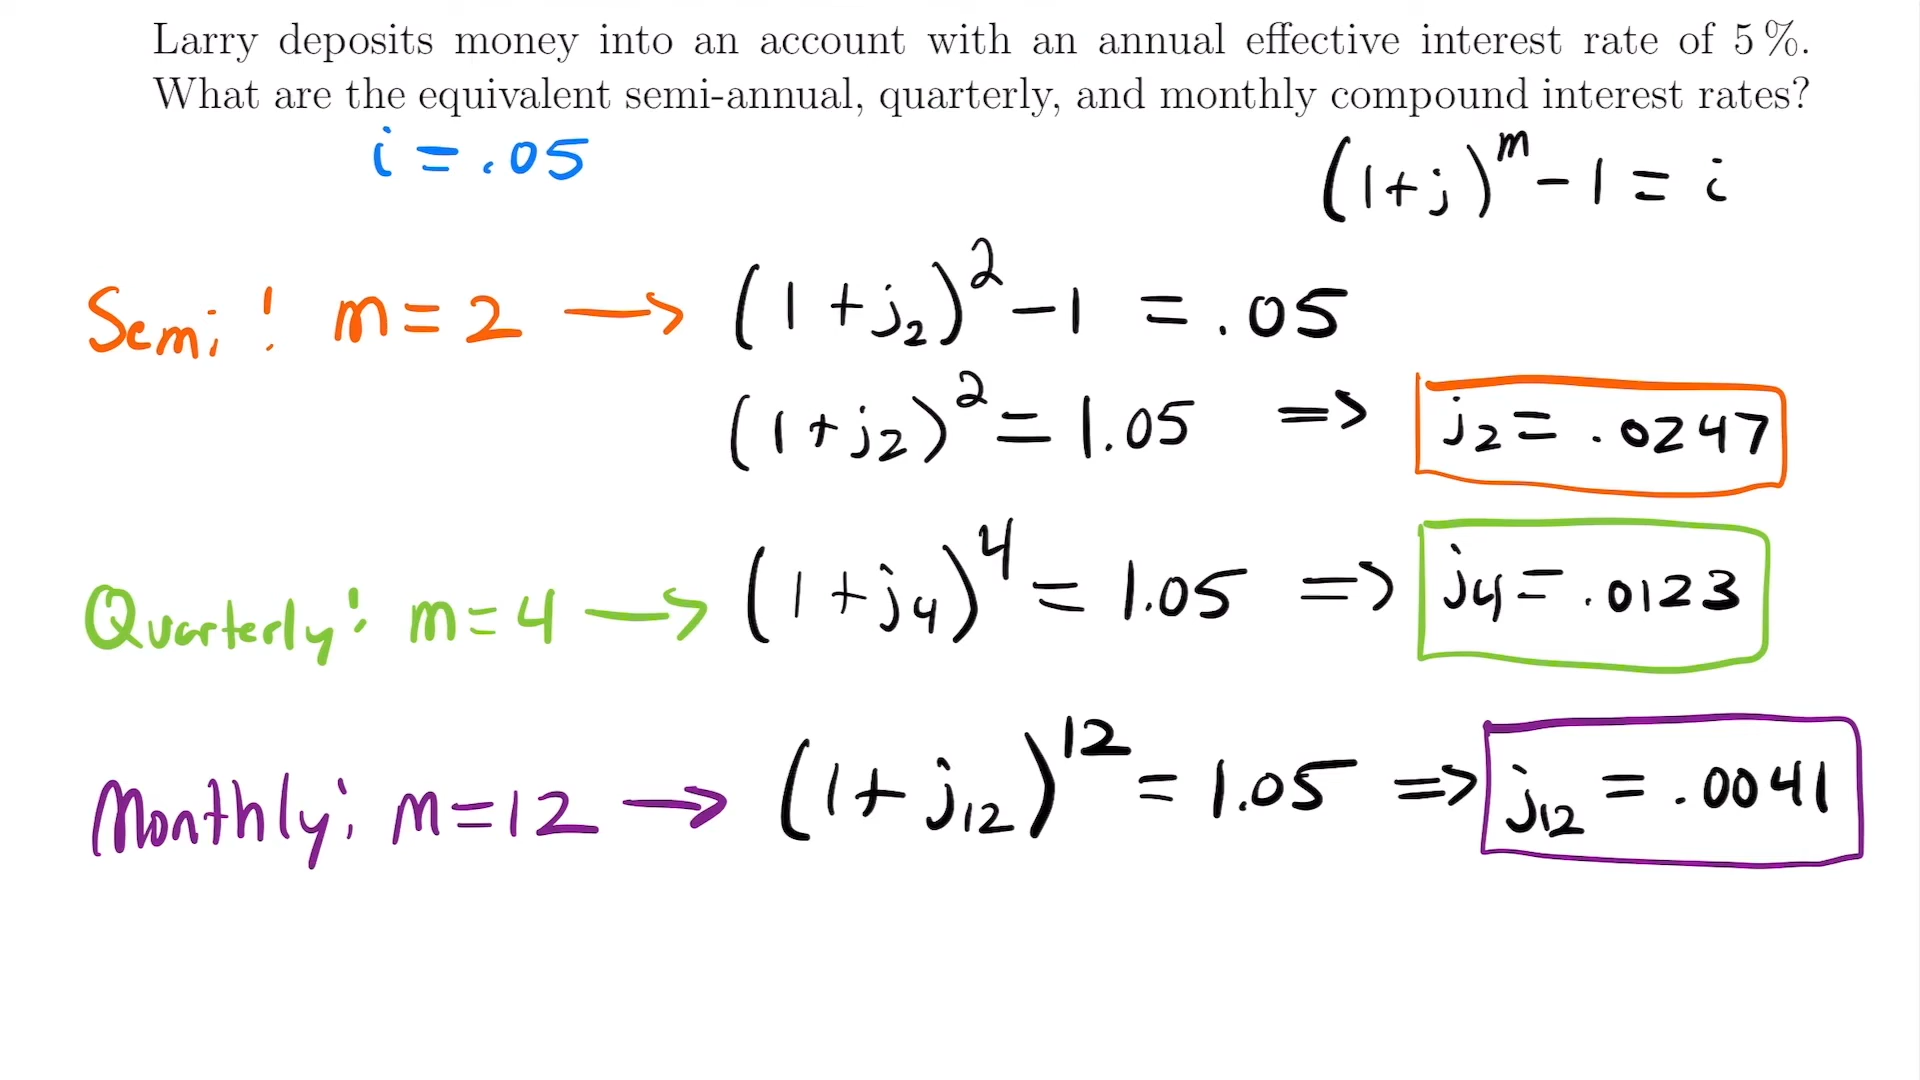 Larry deposits money into an account with an annual effective interest rate of 5 %.
What are the equivalent semi-annual, quarterly, and monthly compound interest rates?
i = .05
(1+j)^m - 1 = i
Semi: m=2 → (1+j₂)² - 1 = .05
(1+j₂)² = 1.05 ⇒ j₂ = .0247
Quarterly: m=4 → (1+j₄)⁴ = 1.05 ⇒ j₄ = .0123
Monthly: m=12 → (1+j₁₂)¹² = 1.05 ⇒ j₁₂ = .0041